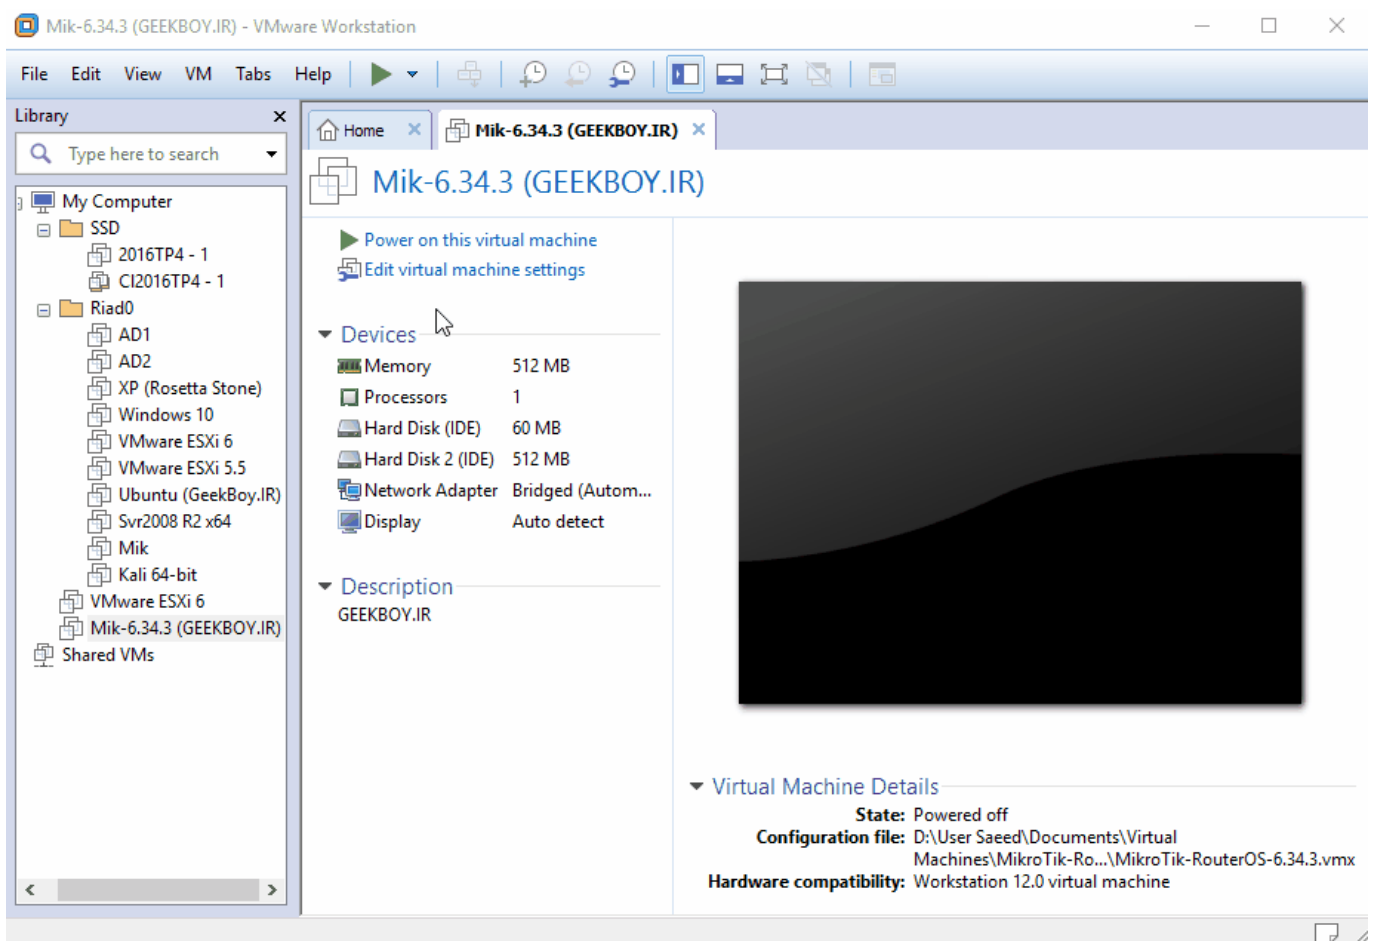 Mik-6.34.3 (GEEKBOY.IR) - VMware Workstation
File Edit View VM Tabs Help
Library
Type here to search
My Computer
SSD
2016TP4 - 1
CI2016TP4 - 1
Riad0
AD1
AD2
XP (Rosetta Stone)
Windows 10
VMware ESXi 6
VMware ESXi 5.5
Ubuntu (GeekBoy.IR)
Svr2008 R2 x64
Mik
Kali 64-bit
VMware ESXi 6
Mik-6.34.3 (GEEKBOY.IR)
Shared VMs
Home Mik-6.34.3 (GEEKBOY.IR)
Mik-6.34.3 (GEEKBOY.IR)
Power on this virtual machine
Edit virtual machine settings
Devices
Memory 512 MB
Processors 1
Hard Disk (IDE) 60 MB
Hard Disk 2 (IDE) 512 MB
Network Adapter Bridged (Autom...
Display Auto detect
Description
GEEKBOY.IR
Virtual Machine Details
State: Powered off
Configuration file: D:\User Saeed\Documents\Virtual
Machines\MikroTik-Ro...\MikroTik-RouterOS-6.34.3.vmx
Hardware compatibility: Workstation 12.0 virtual machine